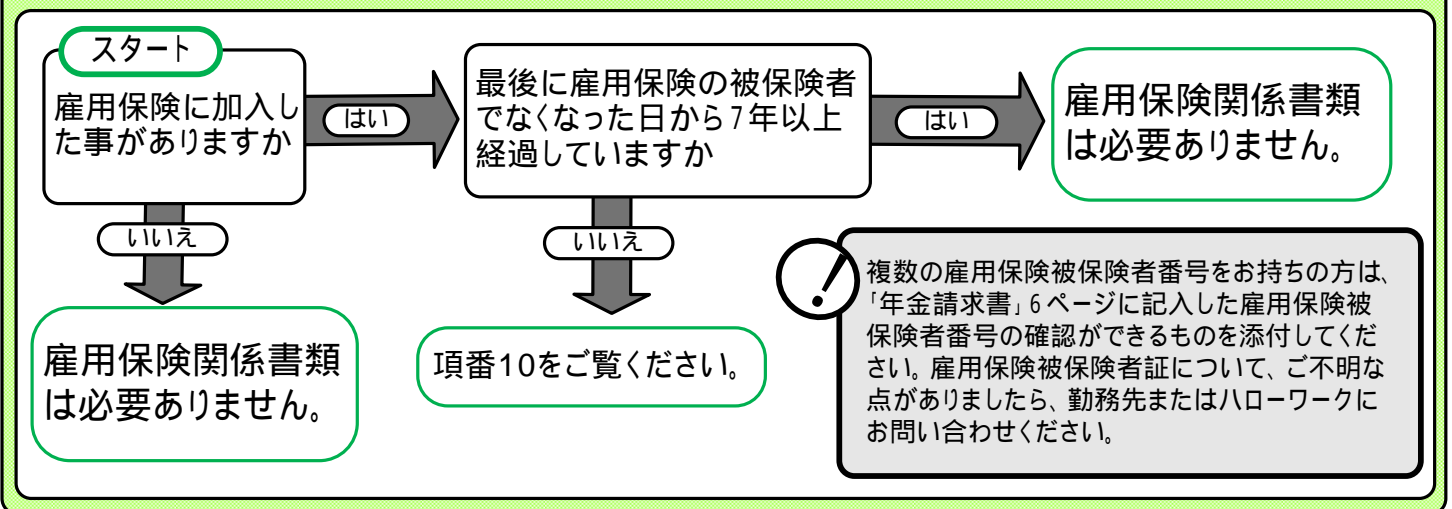 スタート
雇用保険に加入し
た事がありますか
はい
最後に雇用保険の被保険者
でなくなった日から7年以上
経過していますか
はい
雇用保険関係書類
は必要ありません。
いいえ
雇用保険関係書類
は必要ありません。
いいえ
項番10をご覧ください。
!
複数の雇用保険被保険者番号をお持ちの方は、
「年金請求書」6ページに記入した雇用保険被
保険者番号の確認ができるものを添付してくだ
さい。雇用保険被保険者証について、ご不明な
点がありましたら、勤務先またはハローワークに
お問い合わせください。